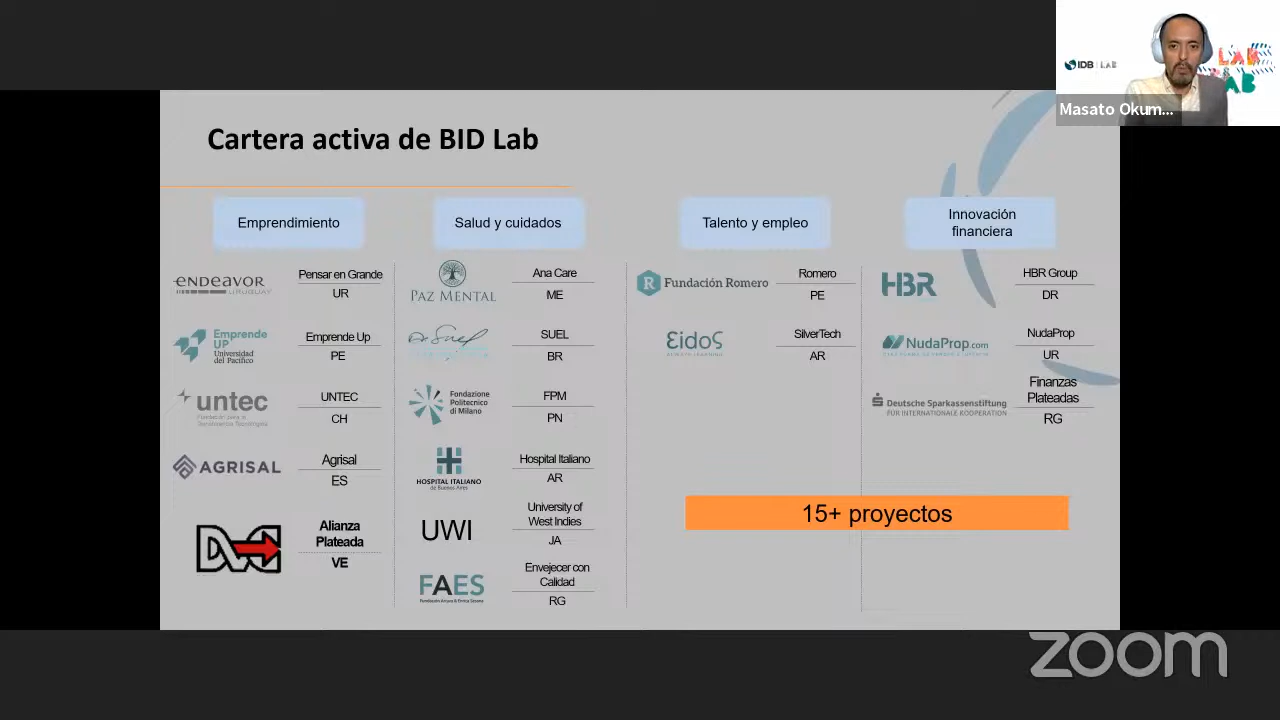 IDB LAB
LAB
LAB
Masato Okum...
Cartera activa de BID Lab
Emprendimiento
Salud y cuidados
Talento y empleo
Innovación
financiera
endeavor
URUGUAY
Pensar en Grande
UR
Emprende
UP
Universidad
del Pacífico
Emprende Up
PE
untec
UNTEC
CH
AGRISAL
Agrisal
ES
Alianza
Plateada
VE
PAZ MENTAL
Ana Care
ME
Dr Suel
SUEL
BR
Fondazione
Politecnico
di Milano
FPM
PN
HOSPITAL ITALIANO
de Buenos Aires
Hospital Italiano
AR
UWI
University of
West Indies
JA
FAES
Envejecer con
Calidad
RG
R Fundación Romero
Romero
PE
EidoS
SilverTech
AR
HBR
HBR Group
DR
NudaProp.com
NudaProp
UR
Deutsche Sparkassenstiftung
FÜR INTERNATIONALE KOOPERATION
Finanzas
Plateadas
RG
15+ proyectos
zoom